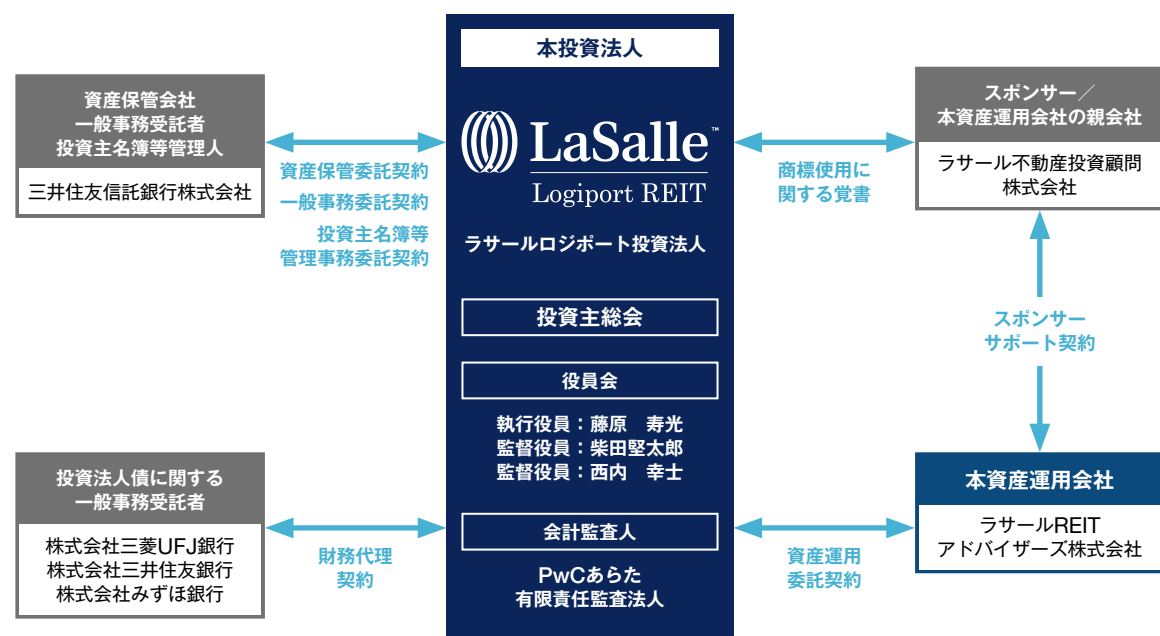 本投資法人
LaSalle™
Logiport REIT
ラサールロジポート投資法人
投資主総会
役員会
執行役員：藤原　寿光
監督役員：柴田堅太郎
監督役員：西内　幸士
会計監査人
PwCあらた
有限責任監査法人
資産保管会社
一般事務受託者
投資主名簿等管理人
三井住友信託銀行株式会社
資産保管委託契約
一般事務委託契約
投資主名簿等
管理事務委託契約
投資法人債に関する
一般事務受託者
株式会社三菱UFJ銀行
株式会社三井住友銀行
株式会社みずほ銀行
財務代理
契約
スポンサー／
本資産運用会社の親会社
ラサール不動産投資顧問
株式会社
商標使用に
関する覚書
スポンサー
サポート契約
本資産運用会社
ラサールREIT
アドバイザーズ株式会社
資産運用
委託契約